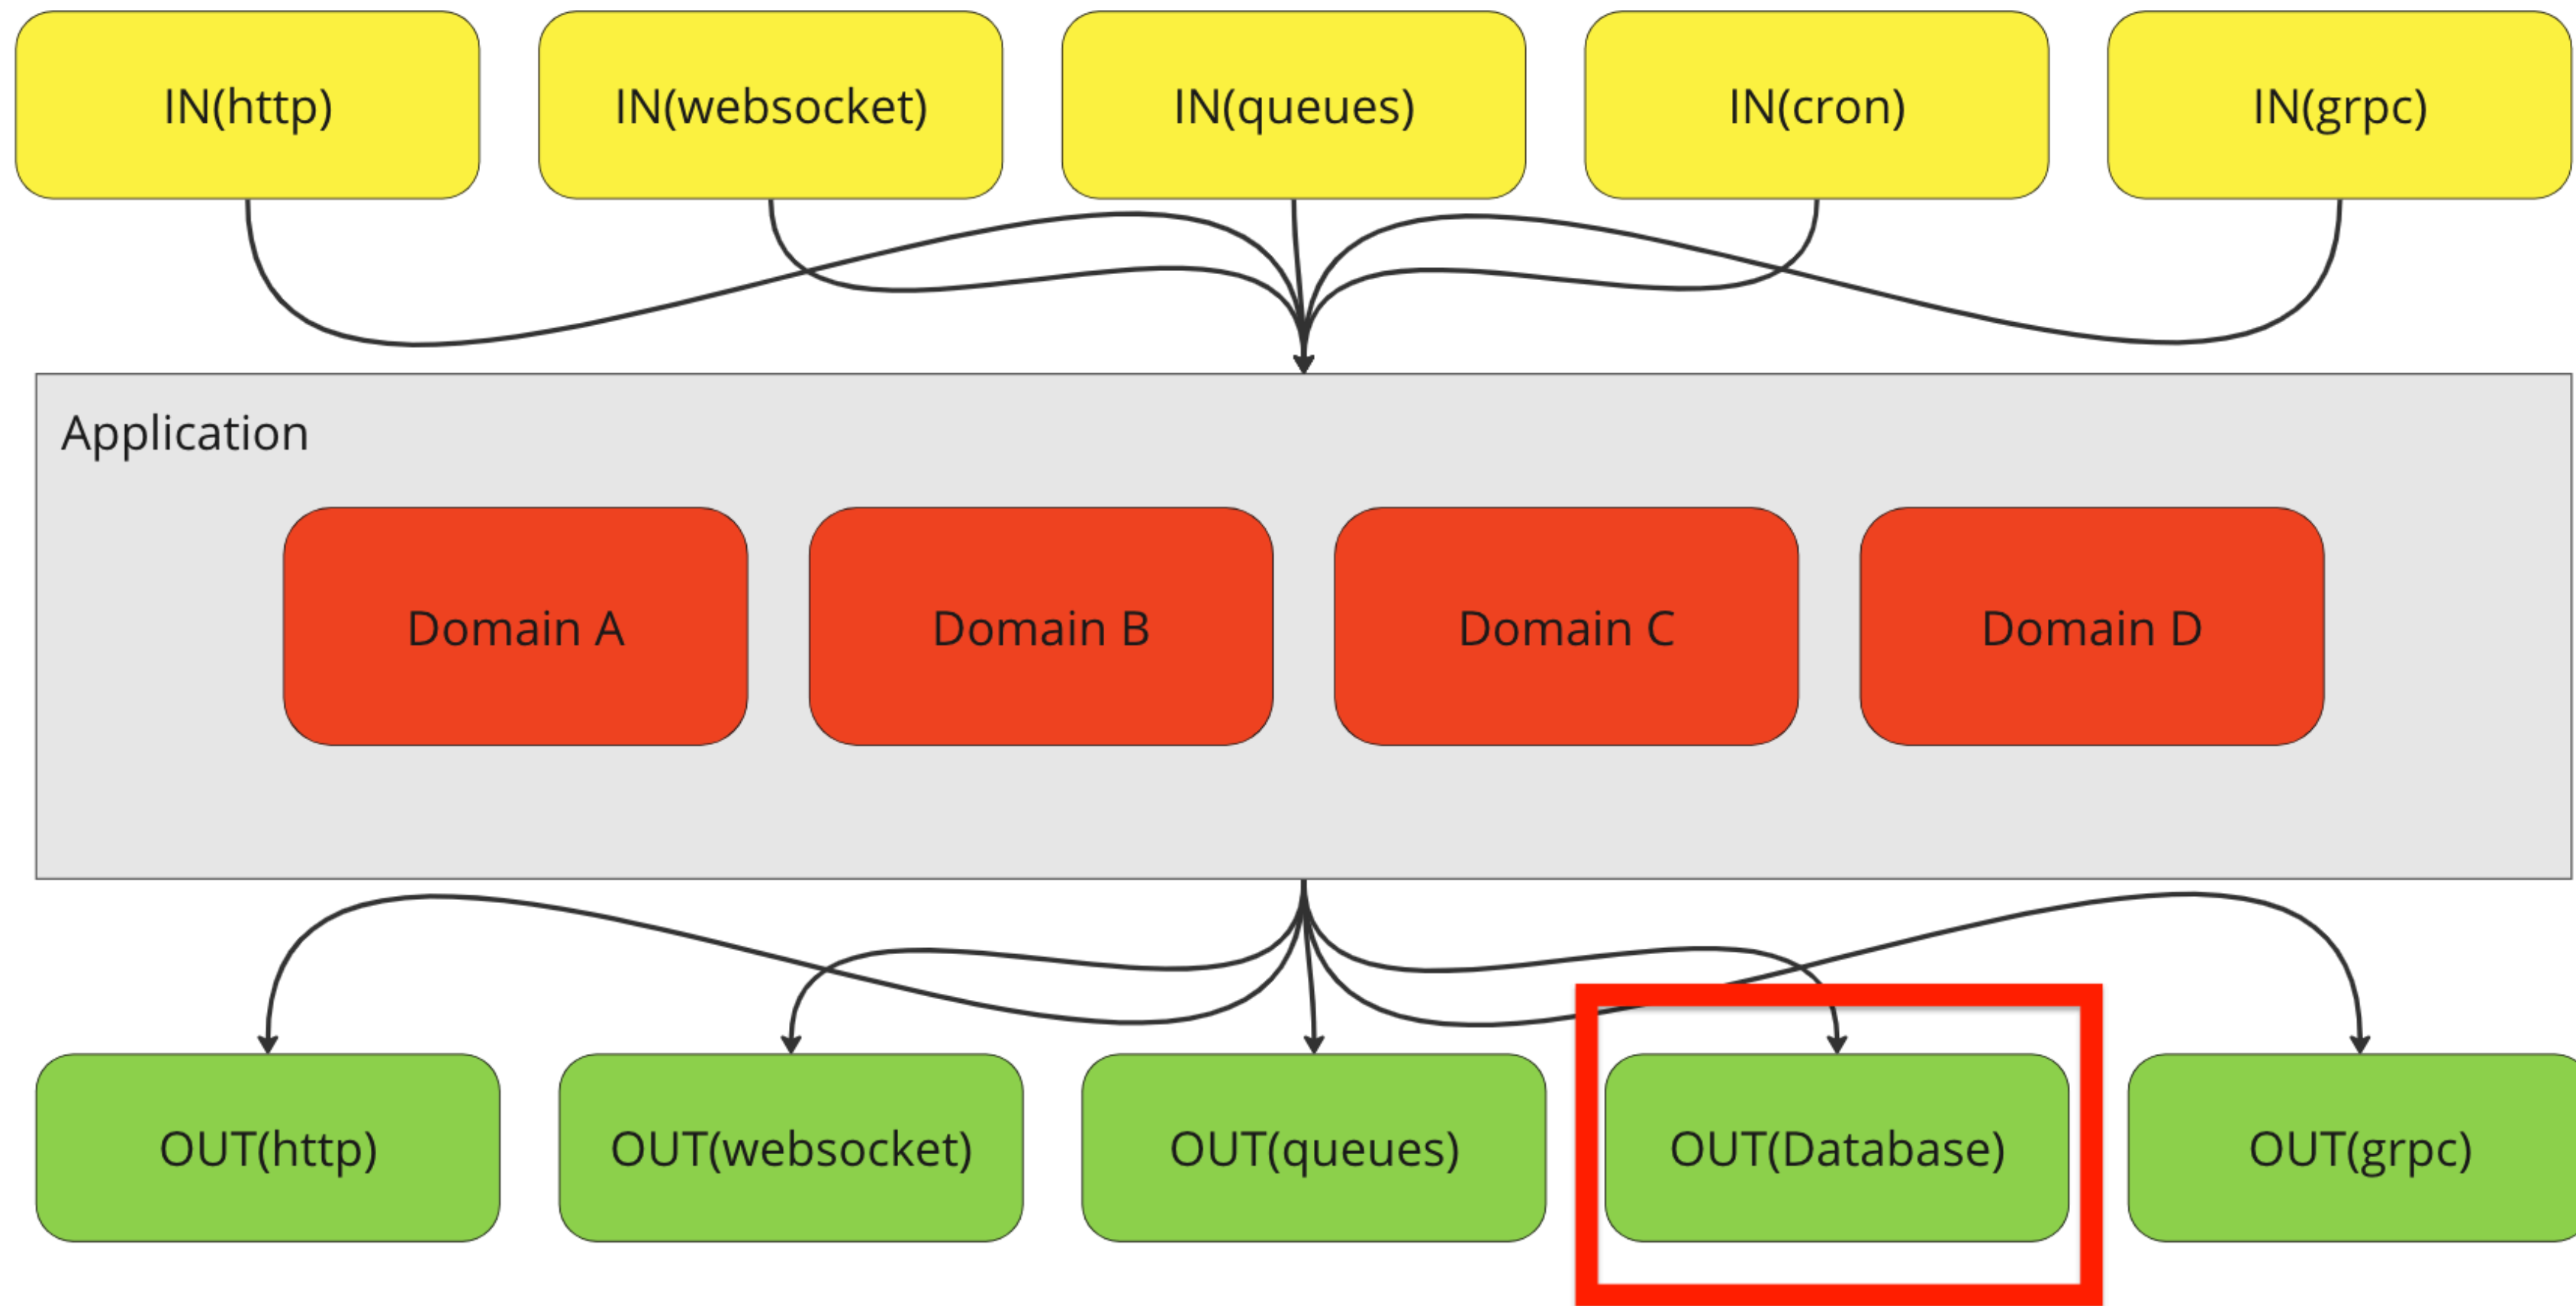 IN(http)
IN(websocket)
IN(queues)
IN(cron)
IN(grpc)
Application
Domain A
Domain B
Domain C
Domain D
OUT(http)
OUT(websocket)
OUT(queues)
OUT(Database)
OUT(grpc)